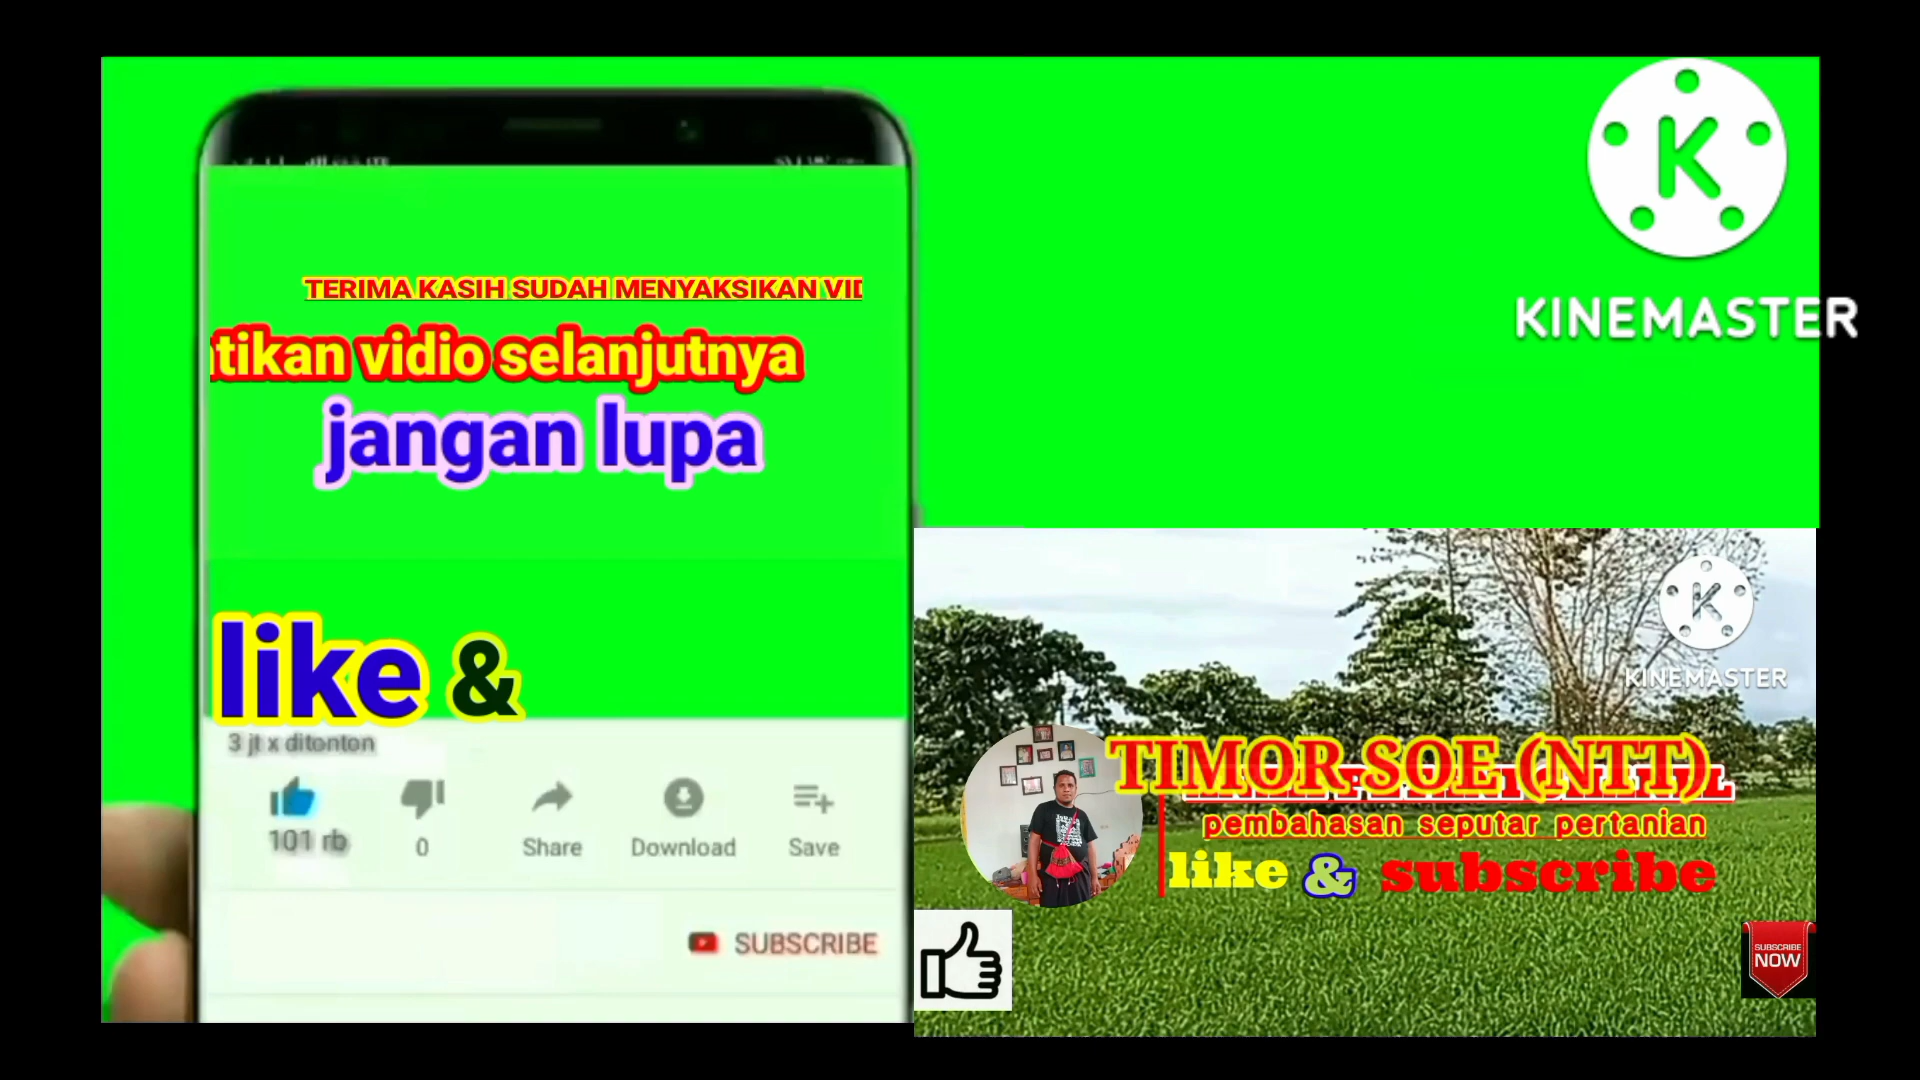 KINEMASTER
TERIMA KASIH SUDAH MENYAKSIKAN VID
tikan vidio selanjutnya
jangan lupa
like &
3 jt x ditonton
101 rb
0
Share
Download
Save
SUBSCRIBE
KINEMASTER
TIMOR SOE (NTT)
pembahasan seputar pertanian
like & subscribe
SUBSCRIBE
NOW